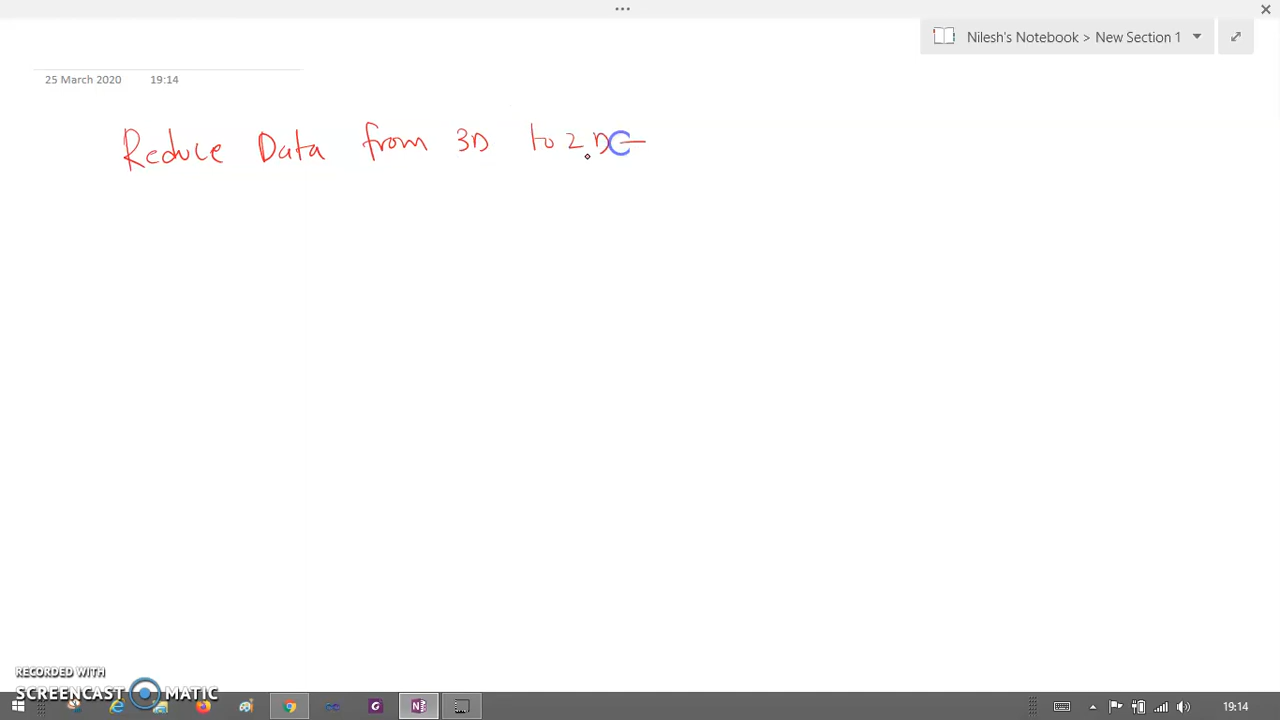 Nilesh's Notebook > New Section 1
25 March 2020 19:14
Reduce Data from 3D to 2D
RECORDED WITH
SCREENCAST MATIC
19:14